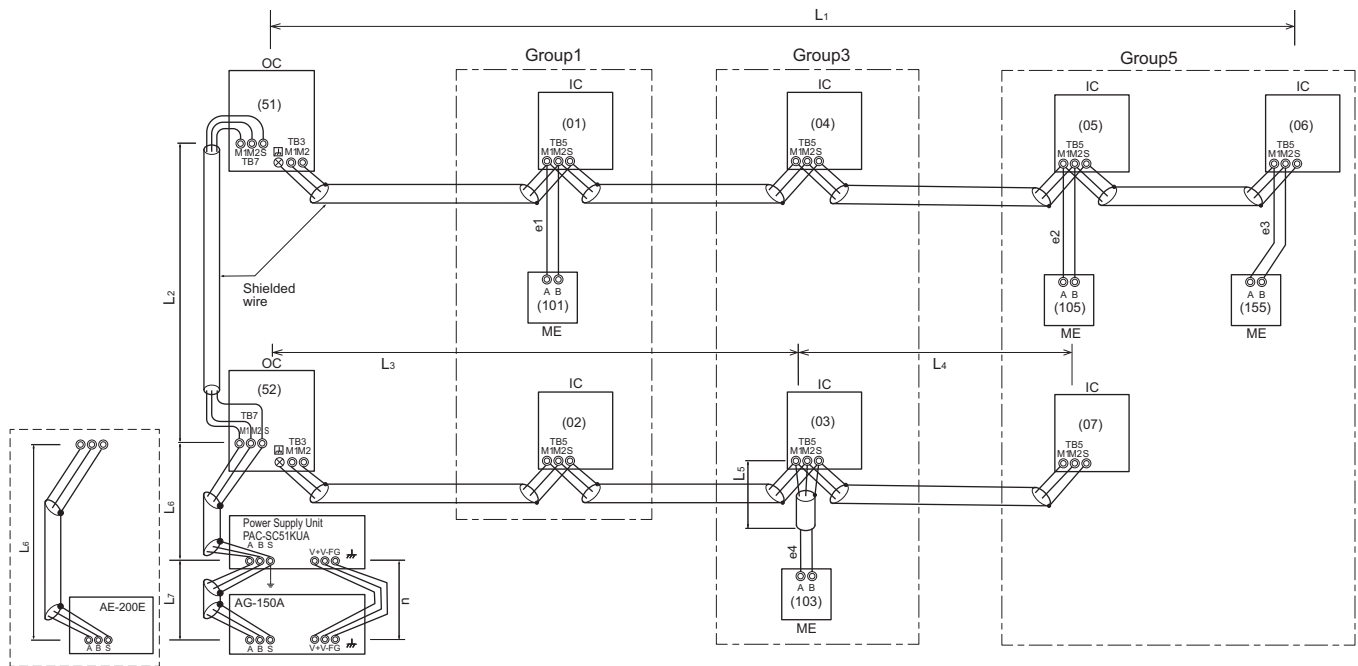 L1
Group1
Group3
Group5
OC
IC
IC
IC
IC
(51)
(01)
(04)
(05)
(06)
TB3
M1M2S
M1M2
TB7
TB5
M1M2S
TB5
M1M2S
TB5
M1M2S
TB5
M1M2S
e1
e2
e3
L2
Shielded
wire
A B
(101)
ME
A B
(105)
ME
A B
(155)
ME
L3
L4
OC
IC
IC
IC
(52)
(02)
(03)
(07)
TB7
M1 M2 S
TB3
M1M2
TB5
M1M2S
TB5
M1M2S
TB5
M1M2S
L5
L6
L6
Power Supply Unit
PAC-SC51KUA
A B S
V+V-FG
e4
A B
(103)
ME
L7
n
AE-200E
A B S
AG-150A
A B S
V+V-FG